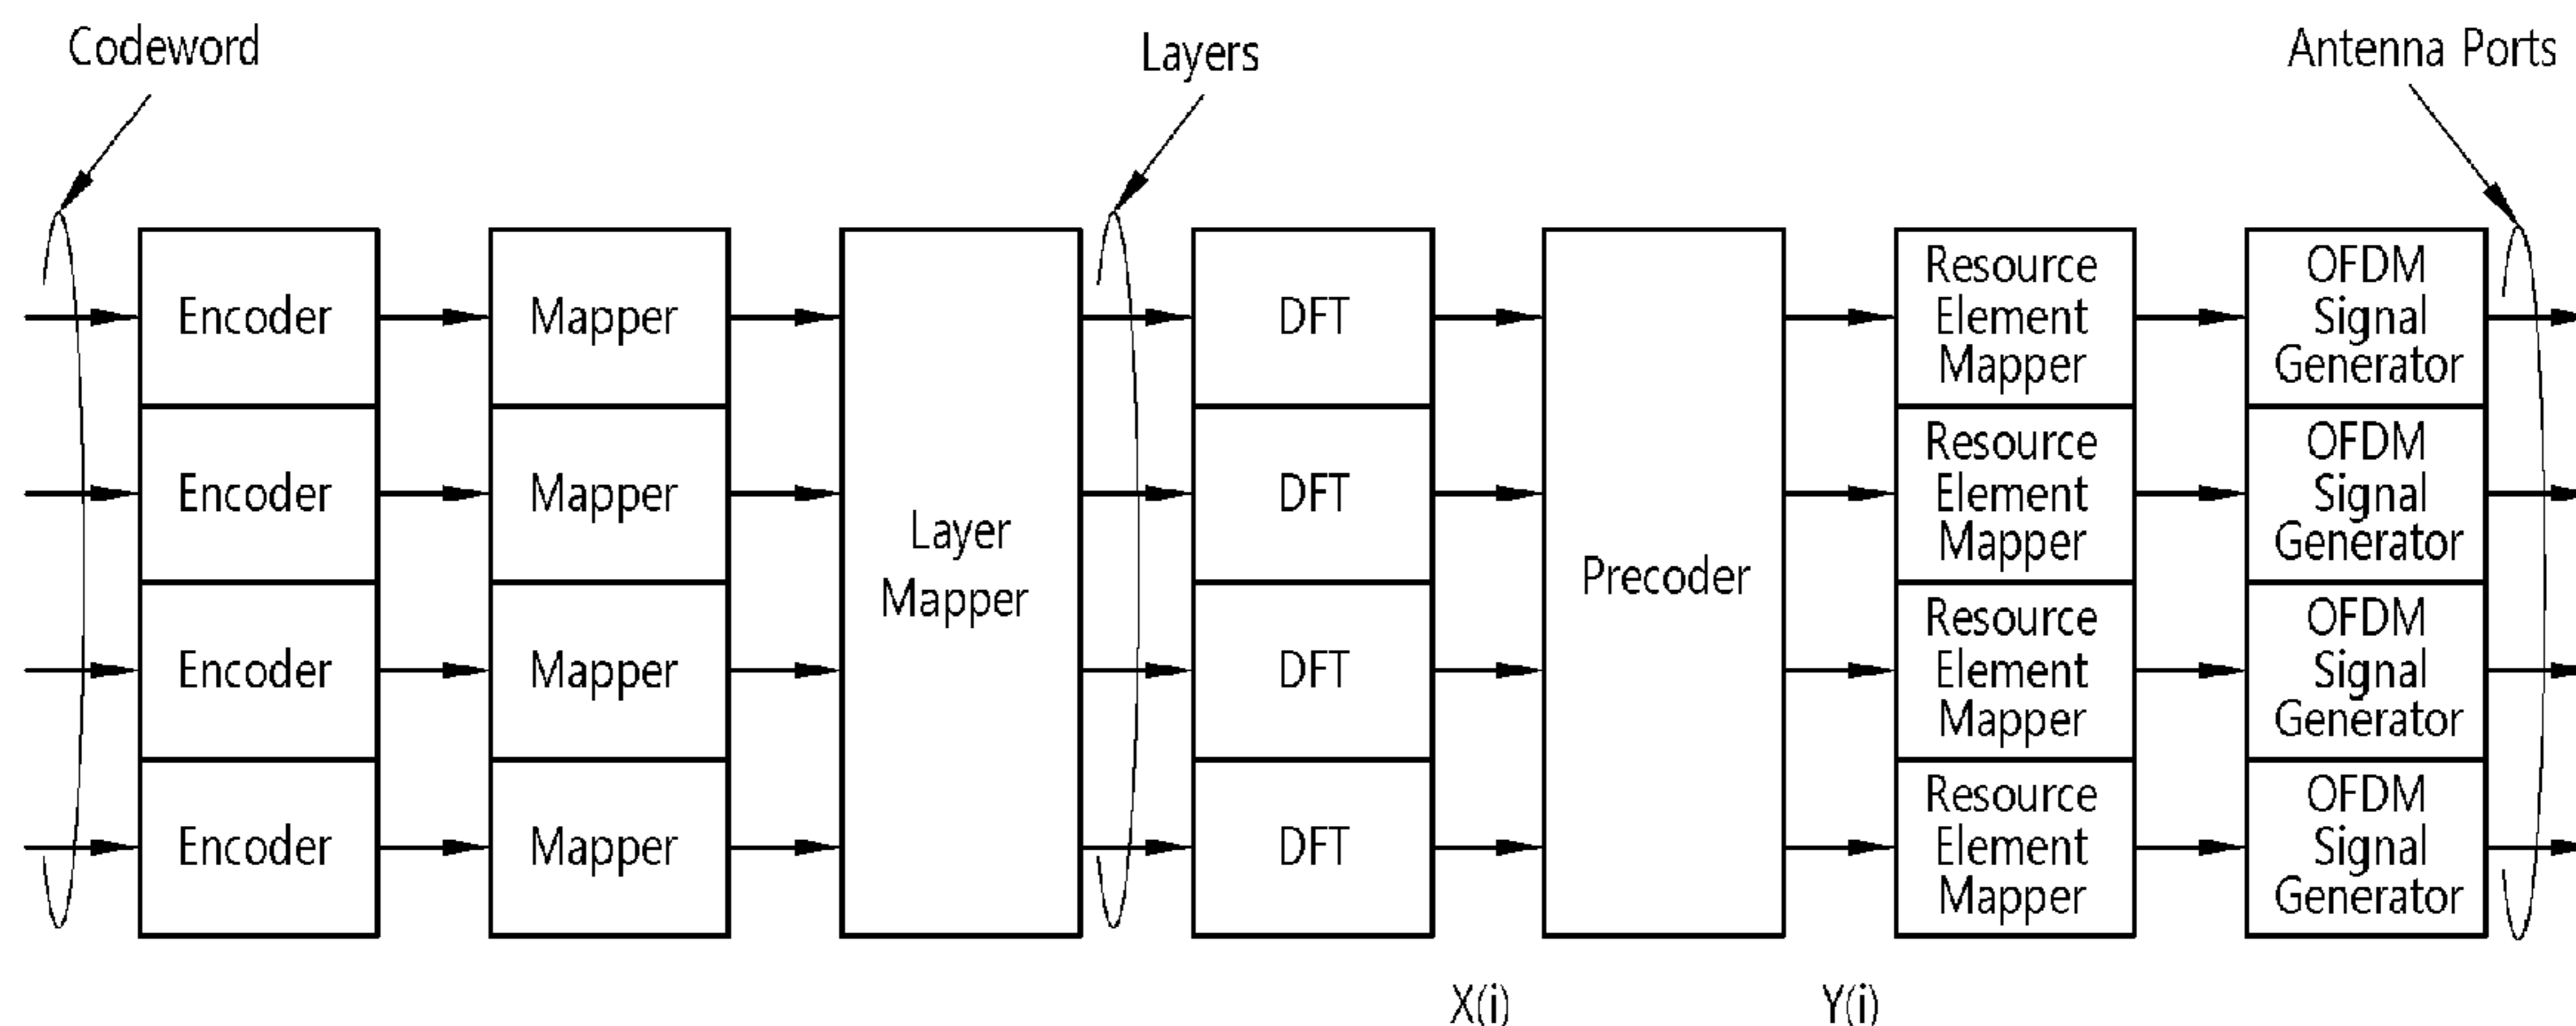 Codeword
Layers
Antenna Ports
Encoder
Encoder
Encoder
Encoder
Mapper
Mapper
Mapper
Mapper
Layer
Mapper
DFT
DFT
DFT
DFT
Precoder
Resource
Element
Mapper
Resource
Element
Mapper
Resource
Element
Mapper
Resource
Element
Mapper
OFDM
Signal
Generator
OFDM
Signal
Generator
OFDM
Signal
Generator
OFDM
Signal
Generator
X(i)
Y(i)